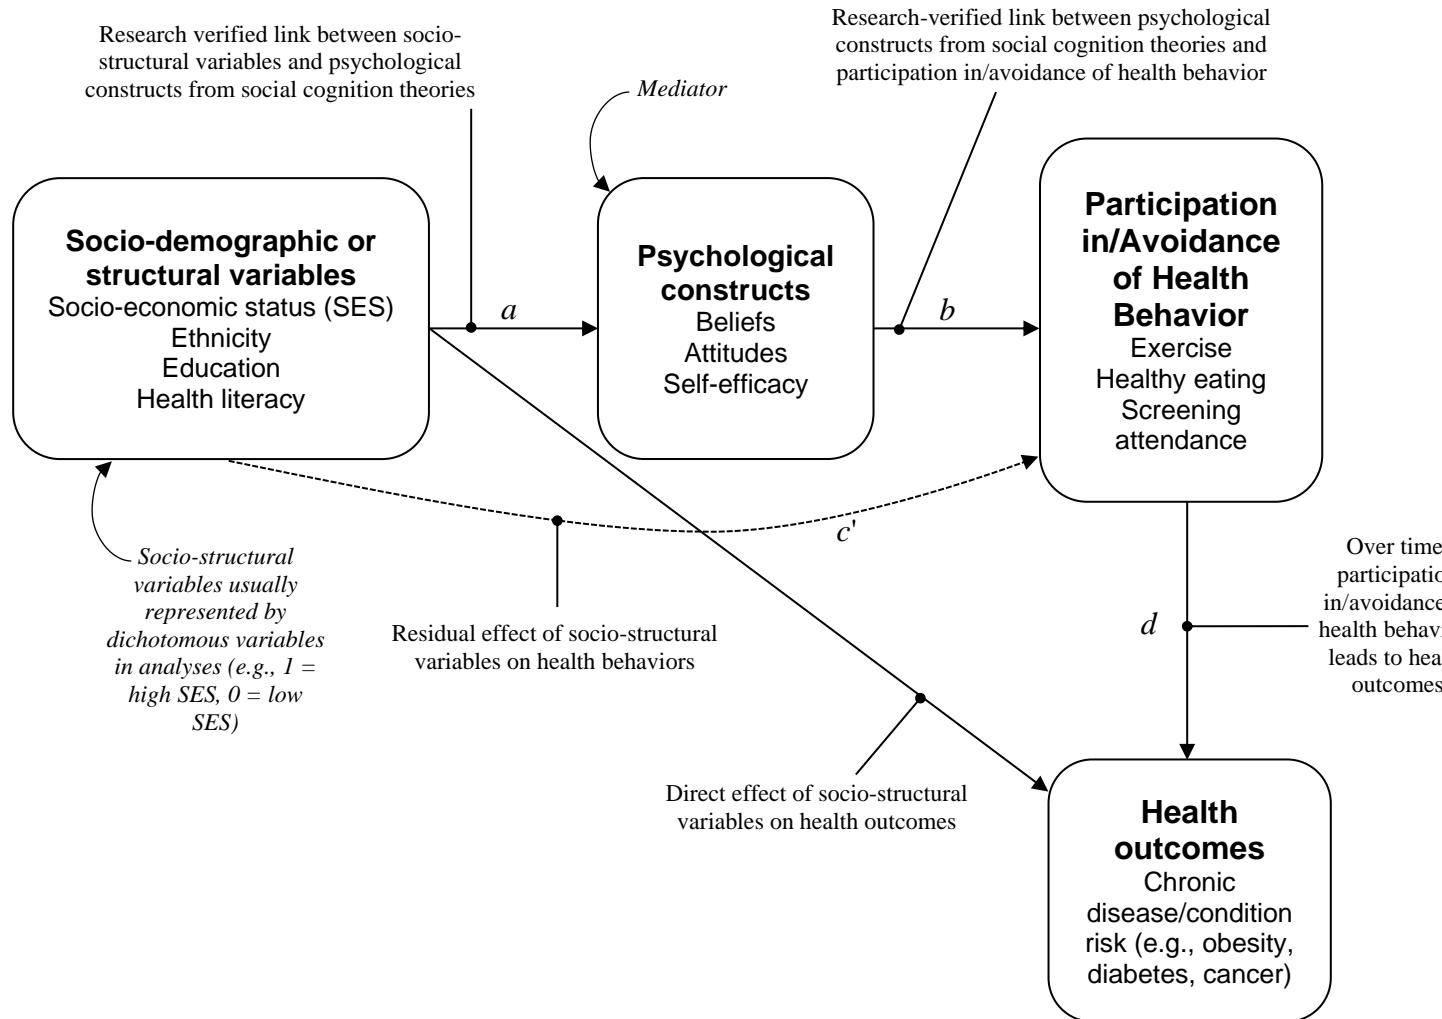 Research verified link between socio-
structural variables and psychological
constructs from social cognition theories
Research-verified link between psychological
constructs from social cognition theories and
participation in/avoidance of health behavior
Mediator
Socio-demographic or
structural variables
Socio-economic status (SES)
Ethnicity
Education
Health literacy
a
Psychological
constructs
Beliefs
Attitudes
Self-efficacy
b
Participation
in/Avoidance
of Health
Behavior
Exercise
Healthy eating
Screening
attendance
c'
Socio-structural
variables usually
represented by
dichotomous variables
in analyses (e.g., 1 =
high SES, 0 = low
SES)
Residual effect of socio-structural
variables on health behaviors
d
Over time
in/avoidance
leads to
outcomes
Direct effect of socio-structural
variables on health outcomes
Health
outcomes
Chronic
disease/condition
risk (e.g., obesity,
diabetes, cancer)